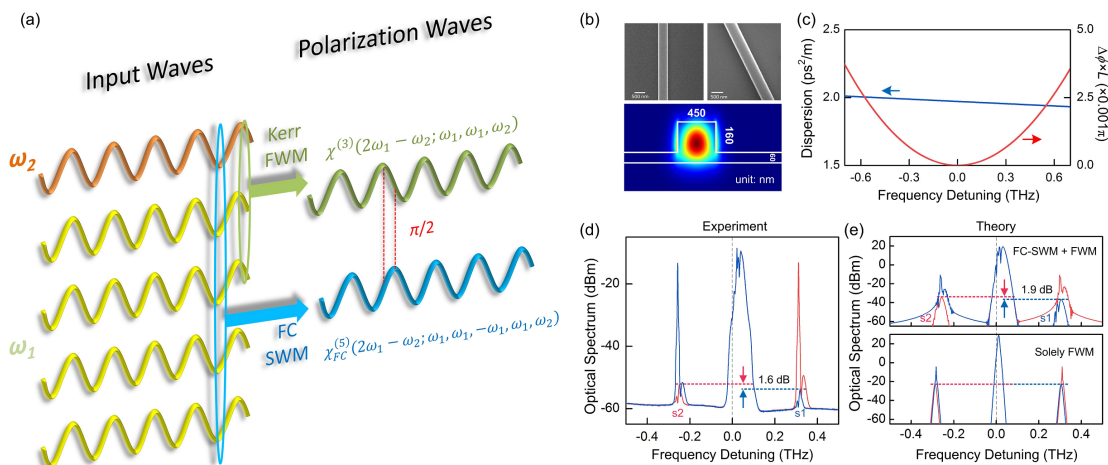 (a)
Input Waves
Polarization Waves
ω₂
Kerr
FWM
χ⁽³⁾(2ω₁ − ω₂; ω₁, ω₁, ω₂)
π/2
FC
SWM
χ_FC⁽⁵⁾(2ω₁ − ω₂; ω₁, ω₁, −ω₁, ω₁, ω₂)
ω₁
(b)
500 nm
500 nm
450
160
60
unit: nm
(c)
Dispersion (ps²/m)
2.5
2.0
1.5
5.0
2.5
0.0
Δϕ×L (×0.001π)
-0.6 -0.3 0.0 0.3 0.6
Frequency Detuning (THz)
(d)
Experiment
Optical Spectrum (dBm)
20
0
-20
-40
-60
1.6 dB
s2
s1
-0.4 -0.2 0.0 0.2 0.4
Frequency Detuning (THz)
(e)
Theory
FC-SWM + FWM
Optical Spectrum (dBm)
20
0
-20
-40
-60
1.9 dB
s2
s1
Solely FWM
20
0
-20
-40
-60
-0.4 -0.2 0.0 0.2 0.4
Frequency Detuning (THz)